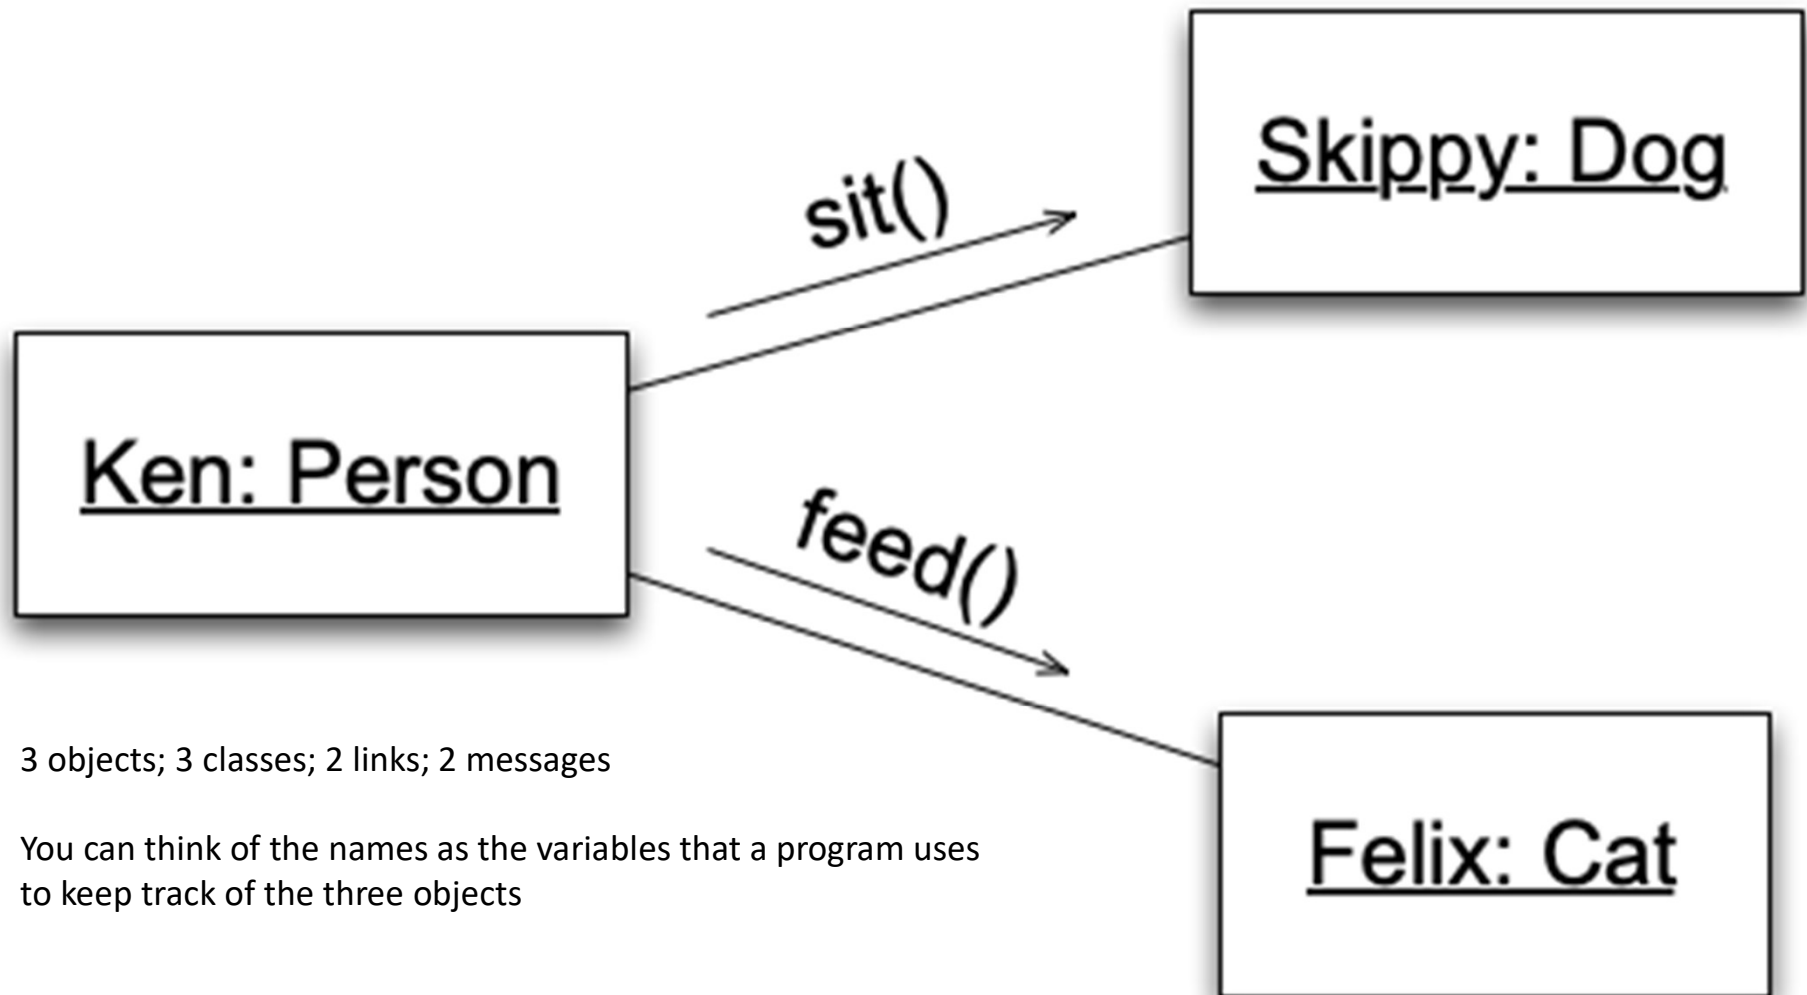 Skippy: Dog
sit()
Ken: Person
feed()
3 objects; 3 classes; 2 links; 2 messages
You can think of the names as the variables that a program uses
to keep track of the three objects
Felix: Cat